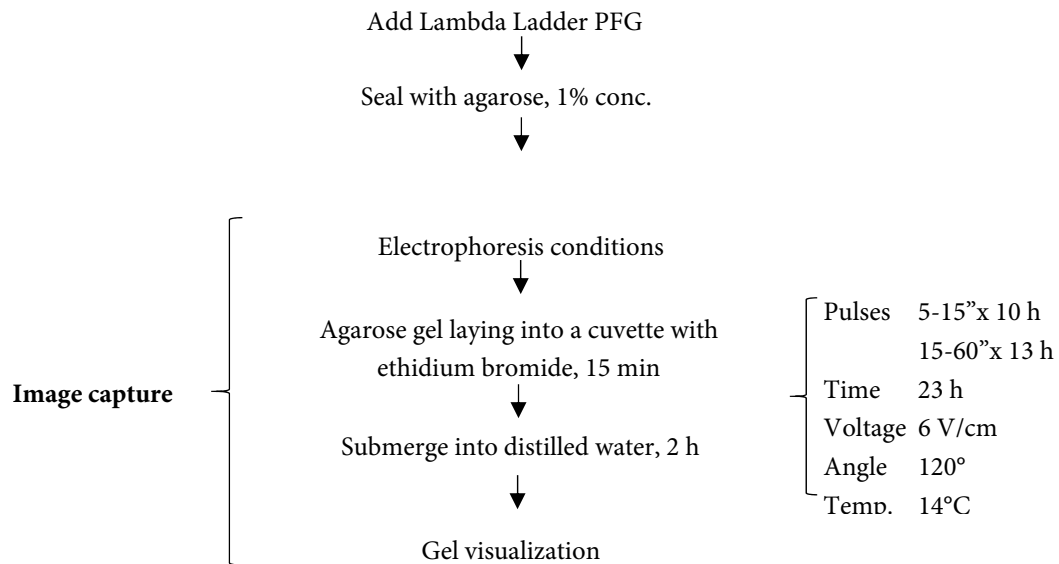 Add Lambda Ladder PFG
Seal with agarose, 1% conc.
Electrophoresis conditions
Agarose gel laying into a cuvette with
ethidium bromide, 15 min
Image capture
Submerge into distilled water, 2 h
Gel visualization
Pulses 5-15”x 10 h
15-60”x 13 h
Time 23 h
Voltage 6 V/cm
Angle 120°
Temp. 14°C